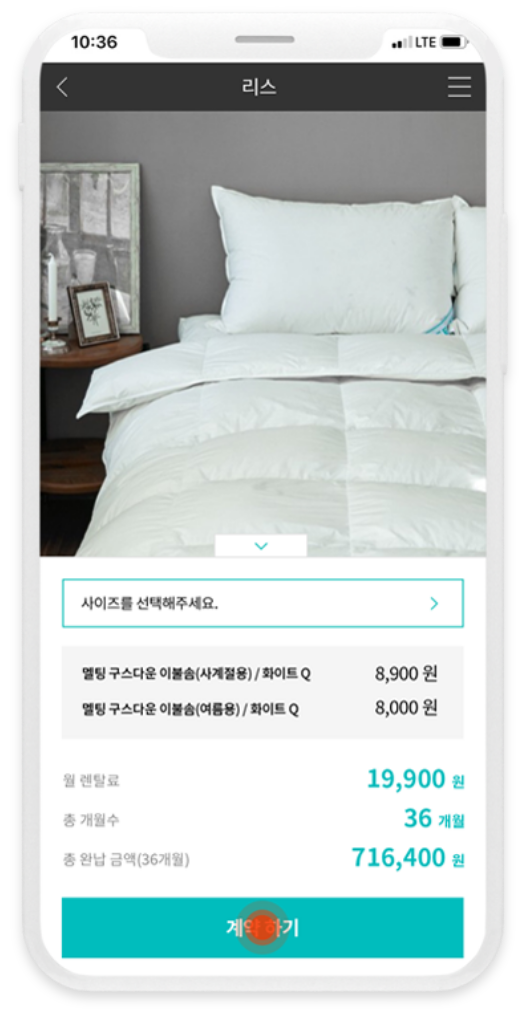 10:36 LTE
리스
사이즈를 선택해주세요.
멜팅 구스다운 이불솜(사계절용) / 화이트 Q 8,900 원
멜팅 구스다운 이불솜(여름용) / 화이트 Q 8,000 원
월 렌탈료 19,900 원
총 개월수 36 개월
총 완납 금액(36개월) 716,400 원
계약 하기